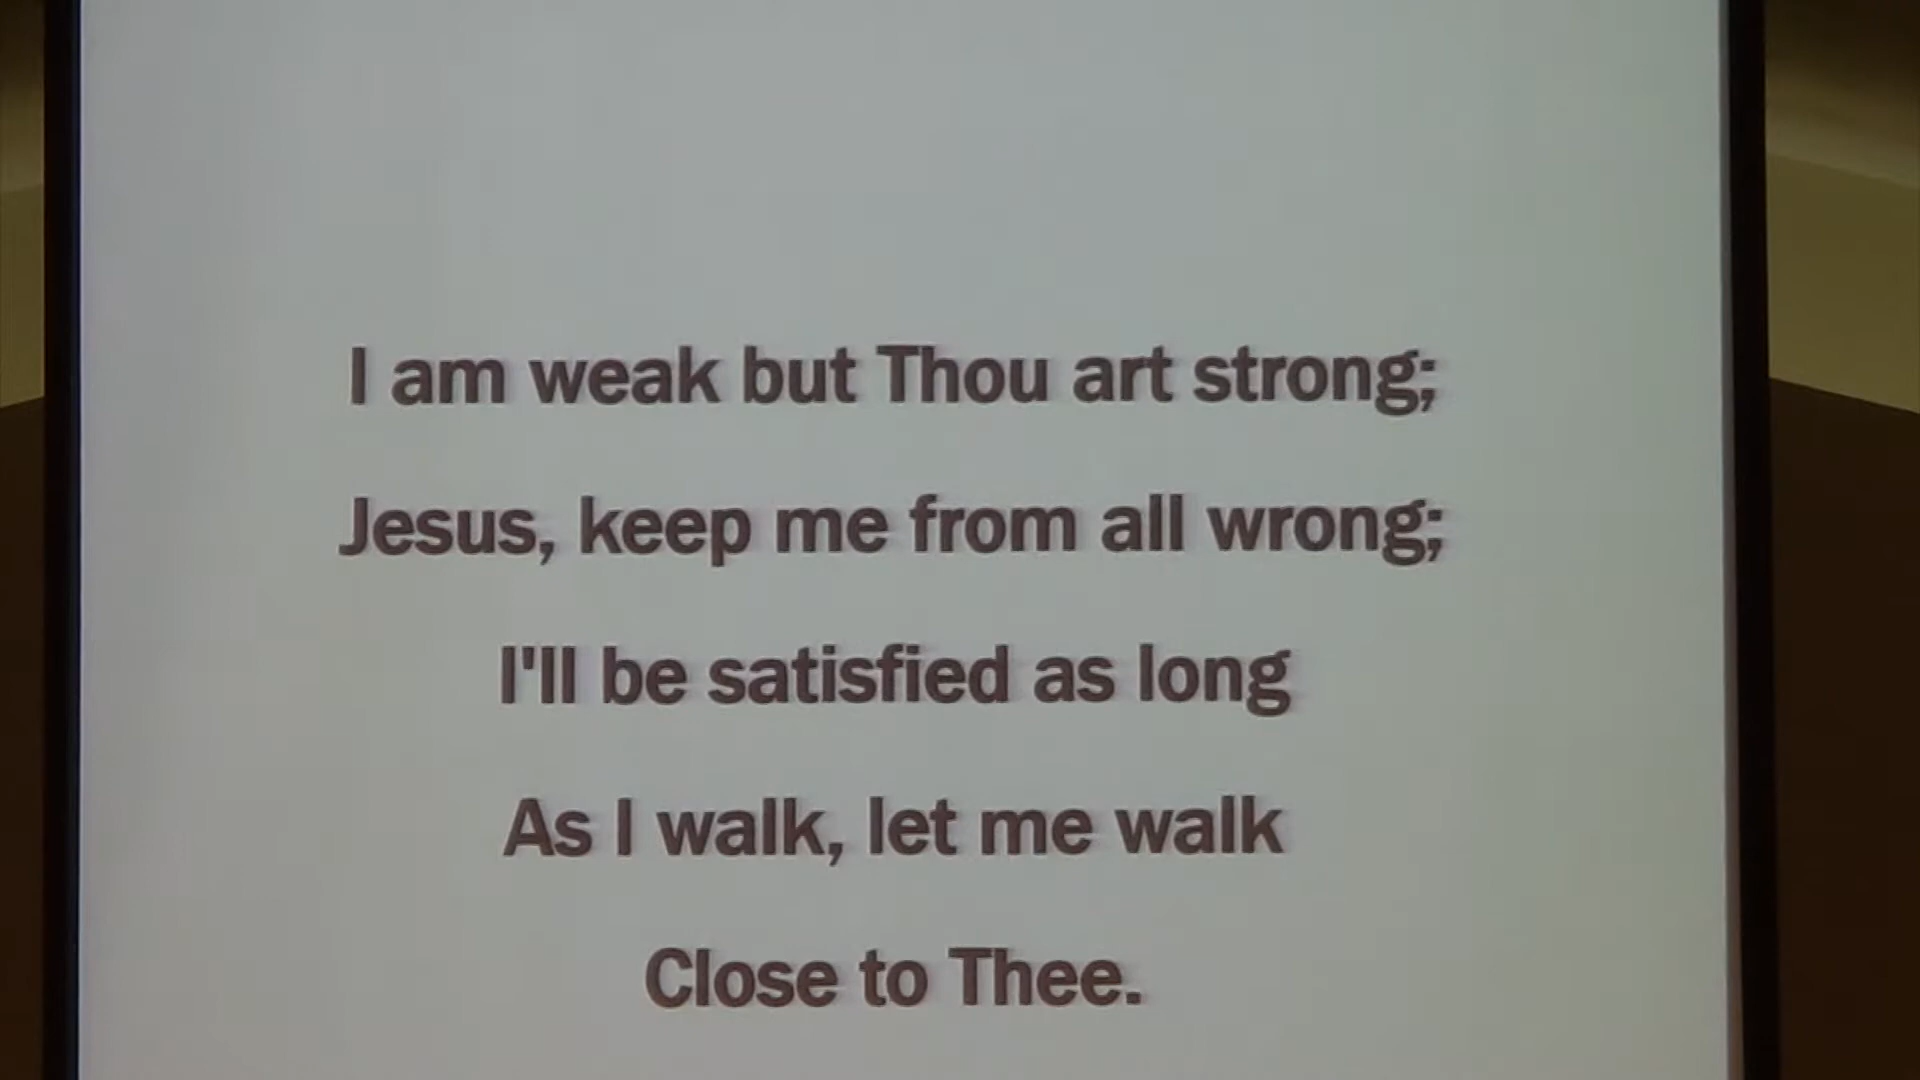 I am weak but Thou art strong;
Jesus, keep me from all wrong;
I'll be satisfied as long
As I walk, let me walk
Close to Thee.